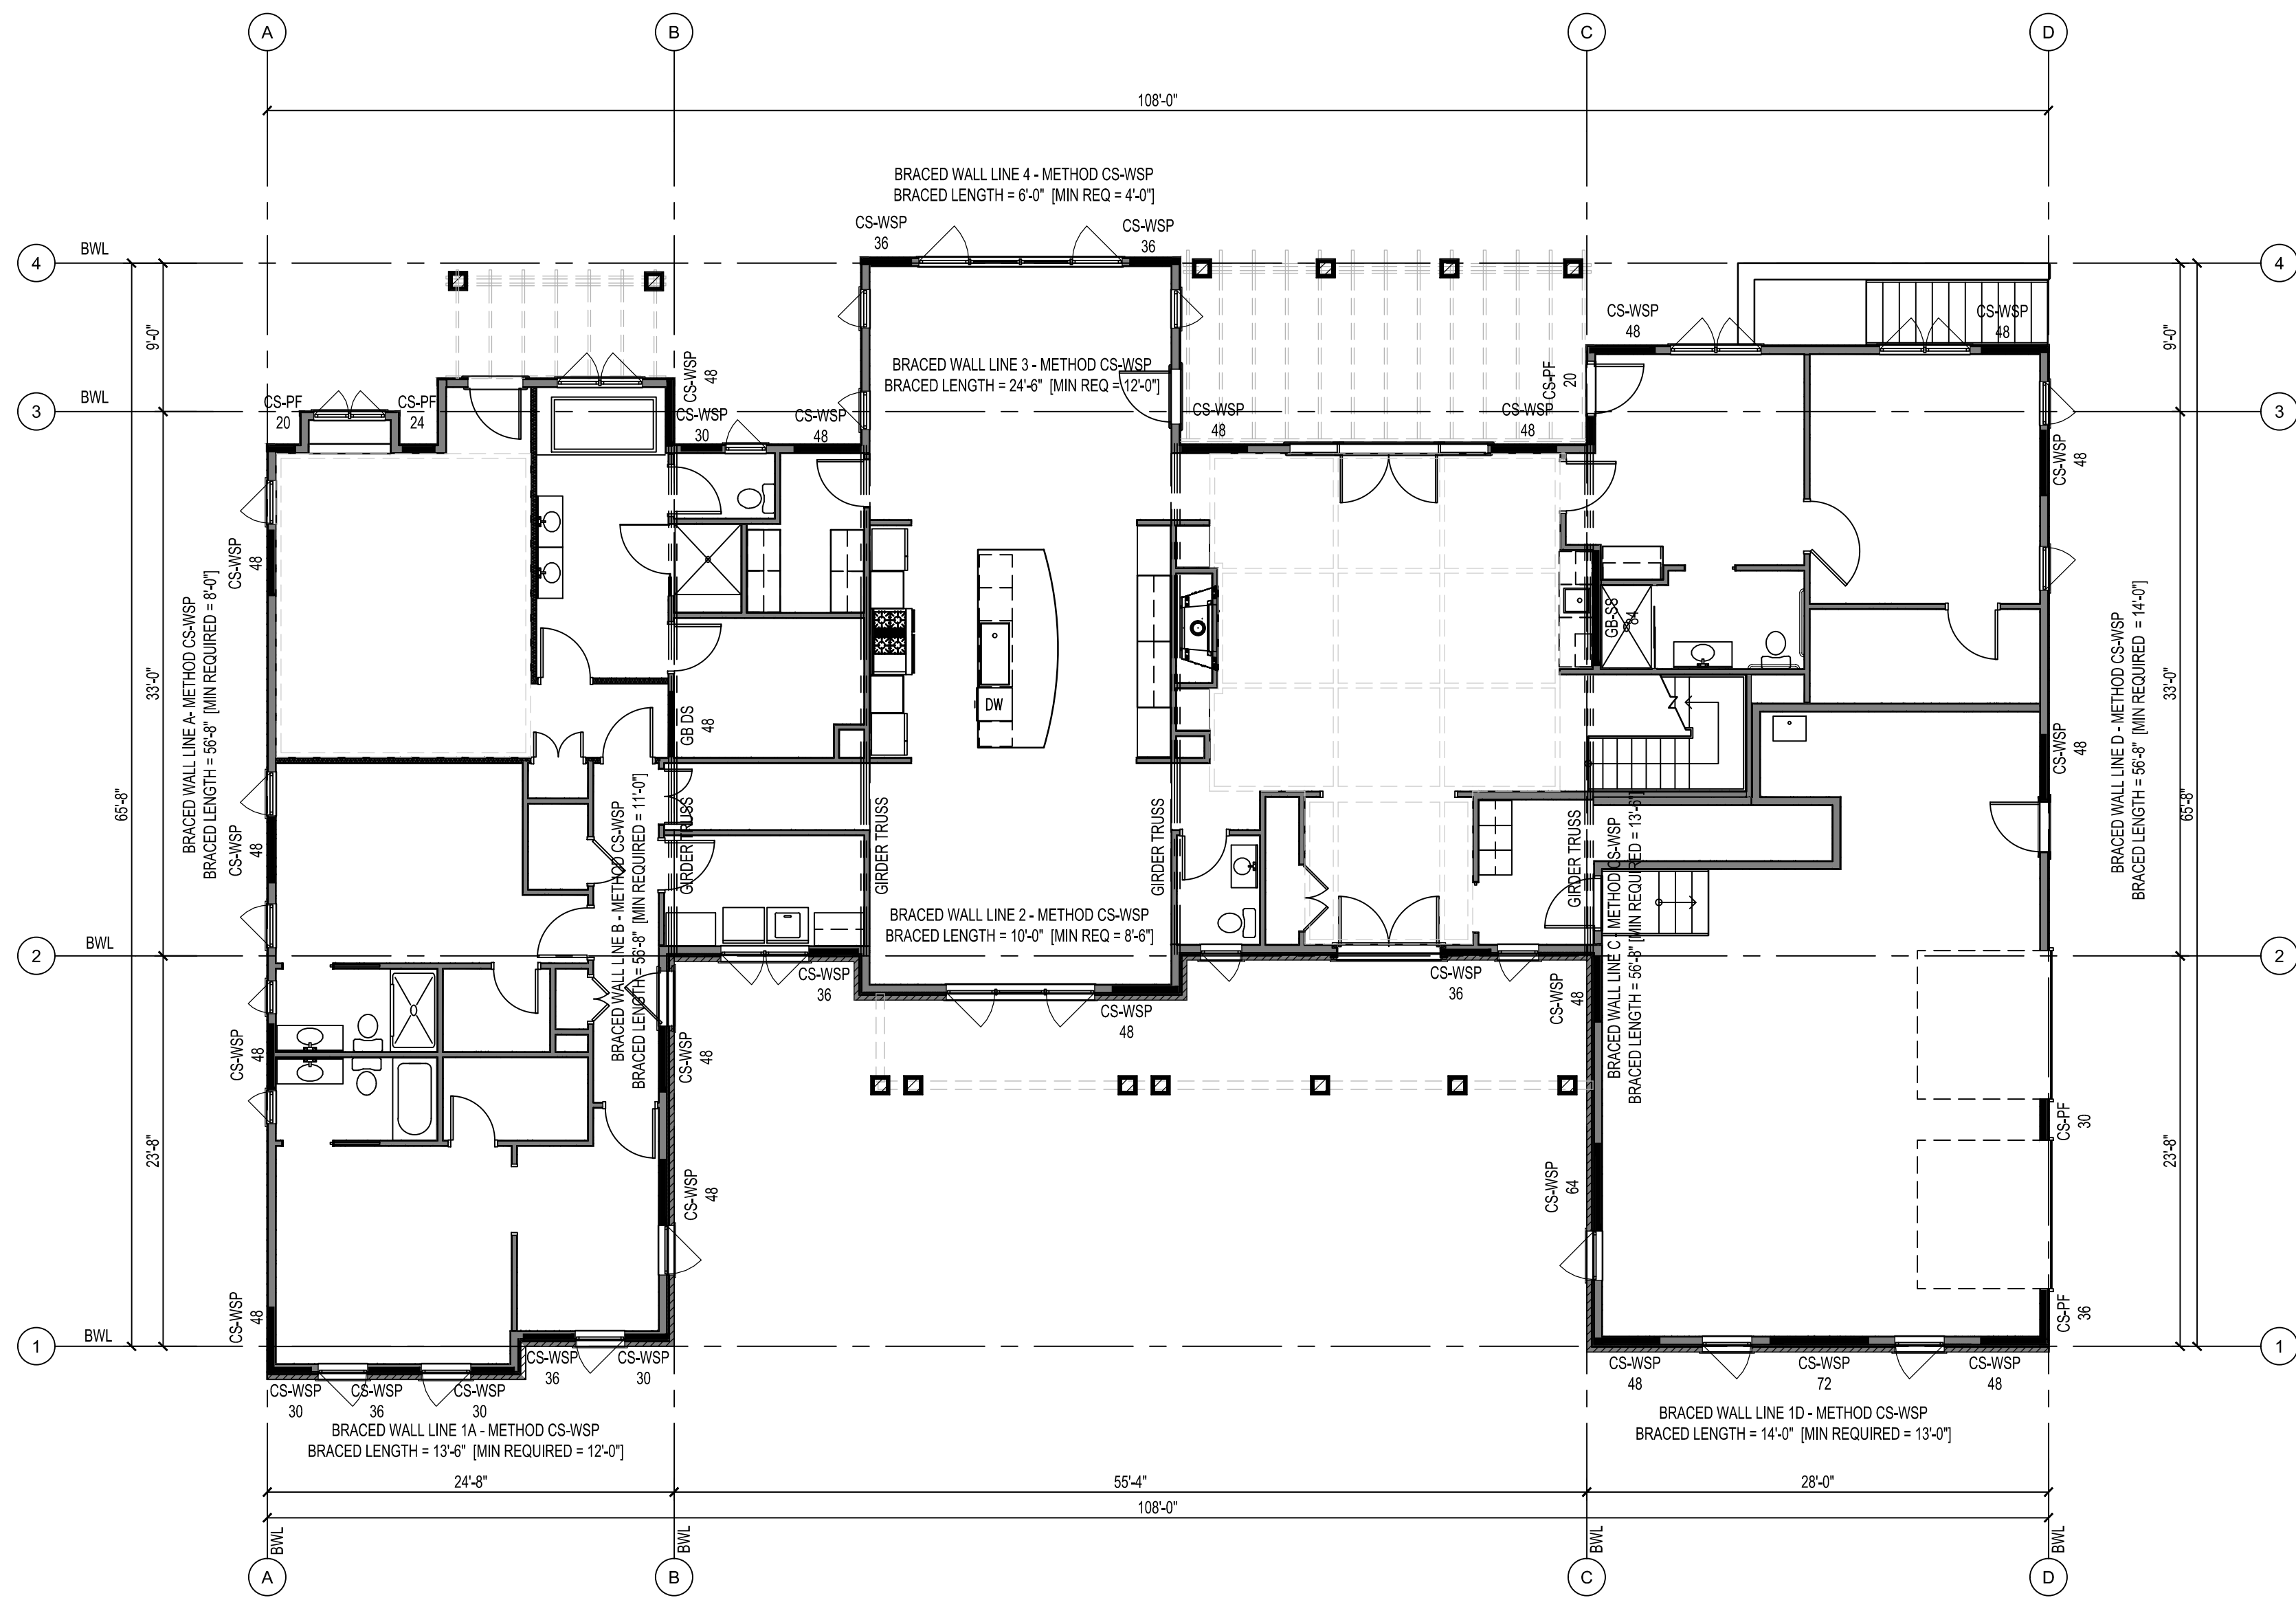 A
B
C
D
108'-0"
BRACED WALL LINE 4 - METHOD CS-WSP
BRACED LENGTH = 6'-0" [MIN REQ = 4'-0"]
CS-WSP
36
CS-WSP
36
4
BWL
4
9'-0"
9'-0"
CS-WSP
48
CS-WSP
48
BRACED WALL LINE 3 - METHOD CS-WSP
BRACED LENGTH = 24'-6" [MIN REQ = 12'-0"]
CS-WSP
48
CS-PF
20
3
BWL
3
CS-PF
20
CS-PF
24
CS-WSP
30
CS-WSP
48
CS-WSP
48
CS-WSP
48
CS-WSP
48
CS-WSP
48
BRACED WALL LINE A- METHOD CS-WSP
BRACED LENGTH = 56'-8" [MIN REQUIRED = 8'-0"]
33'-0"
65'-8"
GB-S8
84
BRACED WALL LINE D - METHOD CS-WSP
BRACED LENGTH = 56'-8" [MIN REQUIRED = 14'-0"]
33'-0"
65'-8"
DW
GB DS
48
CS-WSP
48
CS-WSP
48
BRACED WALL LINE B - METHOD CS-WSP
BRACED LENGTH = 56'-8" [MIN REQUIRED = 11'-0"]
GIRDER TRUSS
GIRDER TRUSS
GIRDER TRUSS
GIRDER TRUSS
BRACED WALL LINE C - METHOD CS-WSP
BRACED LENGTH = 56'-8" [MIN REQUIRED = 13'-6"]
BRACED WALL LINE 2 - METHOD CS-WSP
BRACED LENGTH = 10'-0" [MIN REQ = 8'-6"]
2
BWL
2
CS-WSP
36
CS-WSP
36
CS-WSP
48
CS-WSP
48
CS-WSP
48
CS-WSP
48
CS-PF
30
23'-8"
23'-8"
CS-WSP
48
CS-WSP
64
CS-WSP
48
CS-PF
36
1
BWL
1
CS-WSP
36
CS-WSP
30
CS-WSP
30
CS-WSP
36
CS-WSP
30
CS-WSP
48
CS-WSP
72
CS-WSP
48
BRACED WALL LINE 1A - METHOD CS-WSP
BRACED LENGTH = 13'-6" [MIN REQUIRED = 12'-0"]
BRACED WALL LINE 1D - METHOD CS-WSP
BRACED LENGTH = 14'-0" [MIN REQUIRED = 13'-0"]
24'-8"
55'-4"
28'-0"
108'-0"
BWL
BWL
BWL
BWL
A
B
C
D